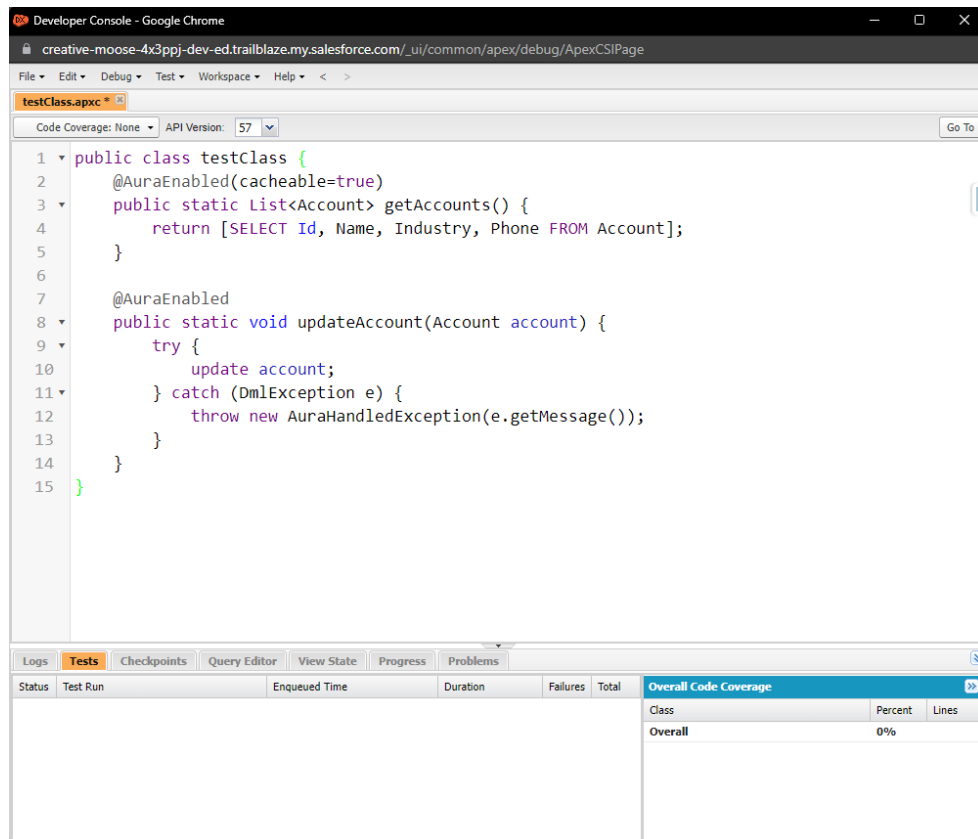 Developer Console - Google Chrome
creative-moose-4x3ppj-dev-ed.trailblaze.my.salesforce.com/_ui/common/apex/debug/ApexCSIPage
File Edit Debug Test Workspace Help < >
testClass.apxc *
Code Coverage: None API Version: 57 Go To
1 public class testClass {
2 @AuraEnabled(cacheable=true)
3 public static List<Account> getAccounts() {
4 return [SELECT Id, Name, Industry, Phone FROM Account];
5 }
6
7 @AuraEnabled
8 public static void updateAccount(Account account) {
9 try {
10 update account;
11 } catch (DmlException e) {
12 throw new AuraHandledException(e.getMessage());
13 }
14 }
15 }
Logs Tests Checkpoints Query Editor View State Progress Problems
Status Test Run Enqueued Time Duration Failures Total Overall Code Coverage
Class Percent Lines
Overall 0%